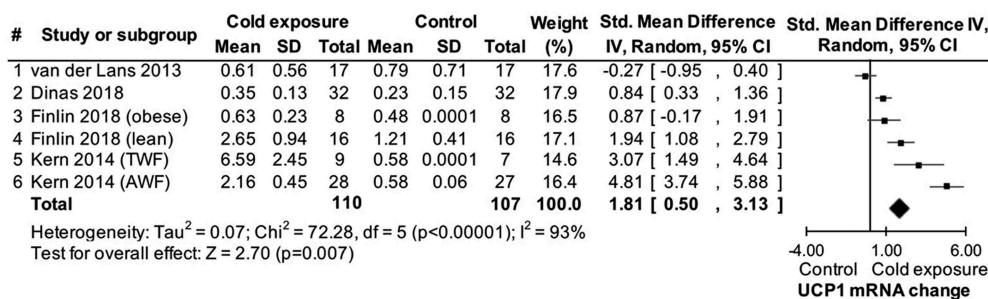 # Study or subgroup Cold exposure Control Weight (%) Std. Mean Difference IV, Random, 95% CI Std. Mean Difference IV, Random, 95% CI
Mean SD Total Mean SD Total
1 van der Lans 2013 0.61 0.56 17 0.79 0.71 17 17.6 -0.27 [ -0.95 , 0.40 ]
2 Dinas 2018 0.35 0.13 32 0.23 0.15 32 17.9 0.84 [ 0.33 , 1.36 ]
3 Finlin 2018 (obese) 0.63 0.23 8 0.48 0.0001 8 16.5 0.87 [ -0.17 , 1.91 ]
4 Finlin 2018 (lean) 2.65 0.94 16 1.21 0.41 16 17.1 1.94 [ 1.08 , 2.79 ]
5 Kern 2014 (TWF) 6.59 2.45 9 0.58 0.0001 7 14.6 3.07 [ 1.49 , 4.64 ]
6 Kern 2014 (AWF) 2.16 0.45 28 0.58 0.06 27 16.4 4.81 [ 3.74 , 5.88 ]
Total 110 107 100.0 1.81 [ 0.50 , 3.13 ]
Heterogeneity: Tau² = 0.07; Chi² = 72.28, df = 5 (p<0.00001); I² = 93%
Test for overall effect: Z = 2.70 (p=0.007)
-4.00 1.00 6.00
Control Cold exposure
UCP1 mRNA change